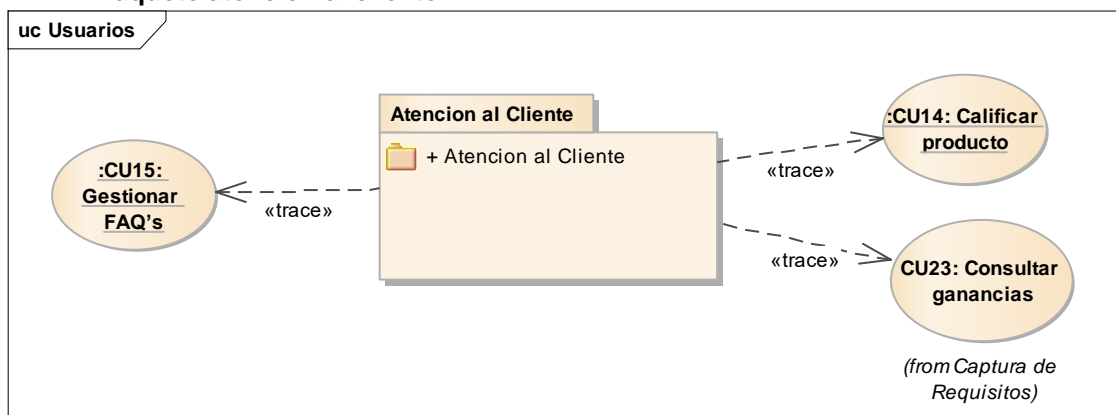 uc Usuarios
Atencion al Cliente
+ Atencion al Cliente
:CU15:
Gestionar
FAQ's
«trace»
:CU14: Calificar
producto
«trace»
«trace»
CU23: Consultar
ganancias
(from Captura de
Requisitos)